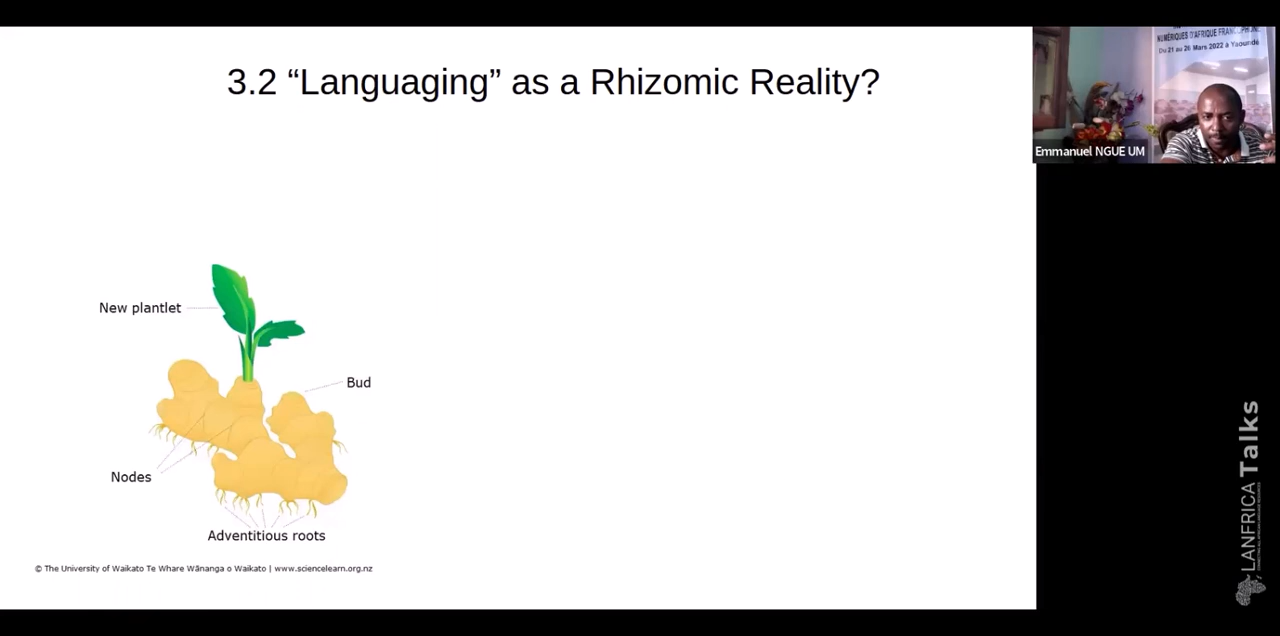 3.2 “Languaging” as a Rhizomic Reality?
NUMÉRIQUES D'AFRIQUE FRANCOPHONE
Du 21 au 26 Mars 2022 à Yaoundé
Emmanuel NGUE UM
New plantlet
Bud
Nodes
Adventitious roots
© The University of Waikato Te Whare Wānanga o Waikato | www.sciencelearn.org.nz
LANFRICA Talks